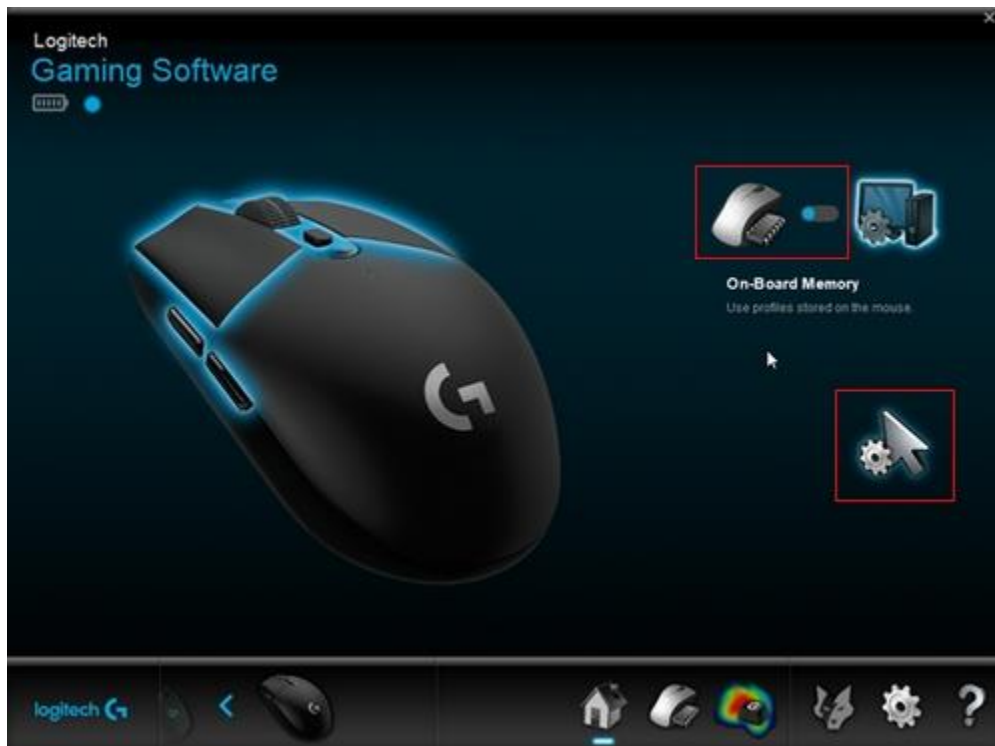 Logitech
Gaming Software
On-Board Memory
Use profiles stored on the mouse.
logitech G